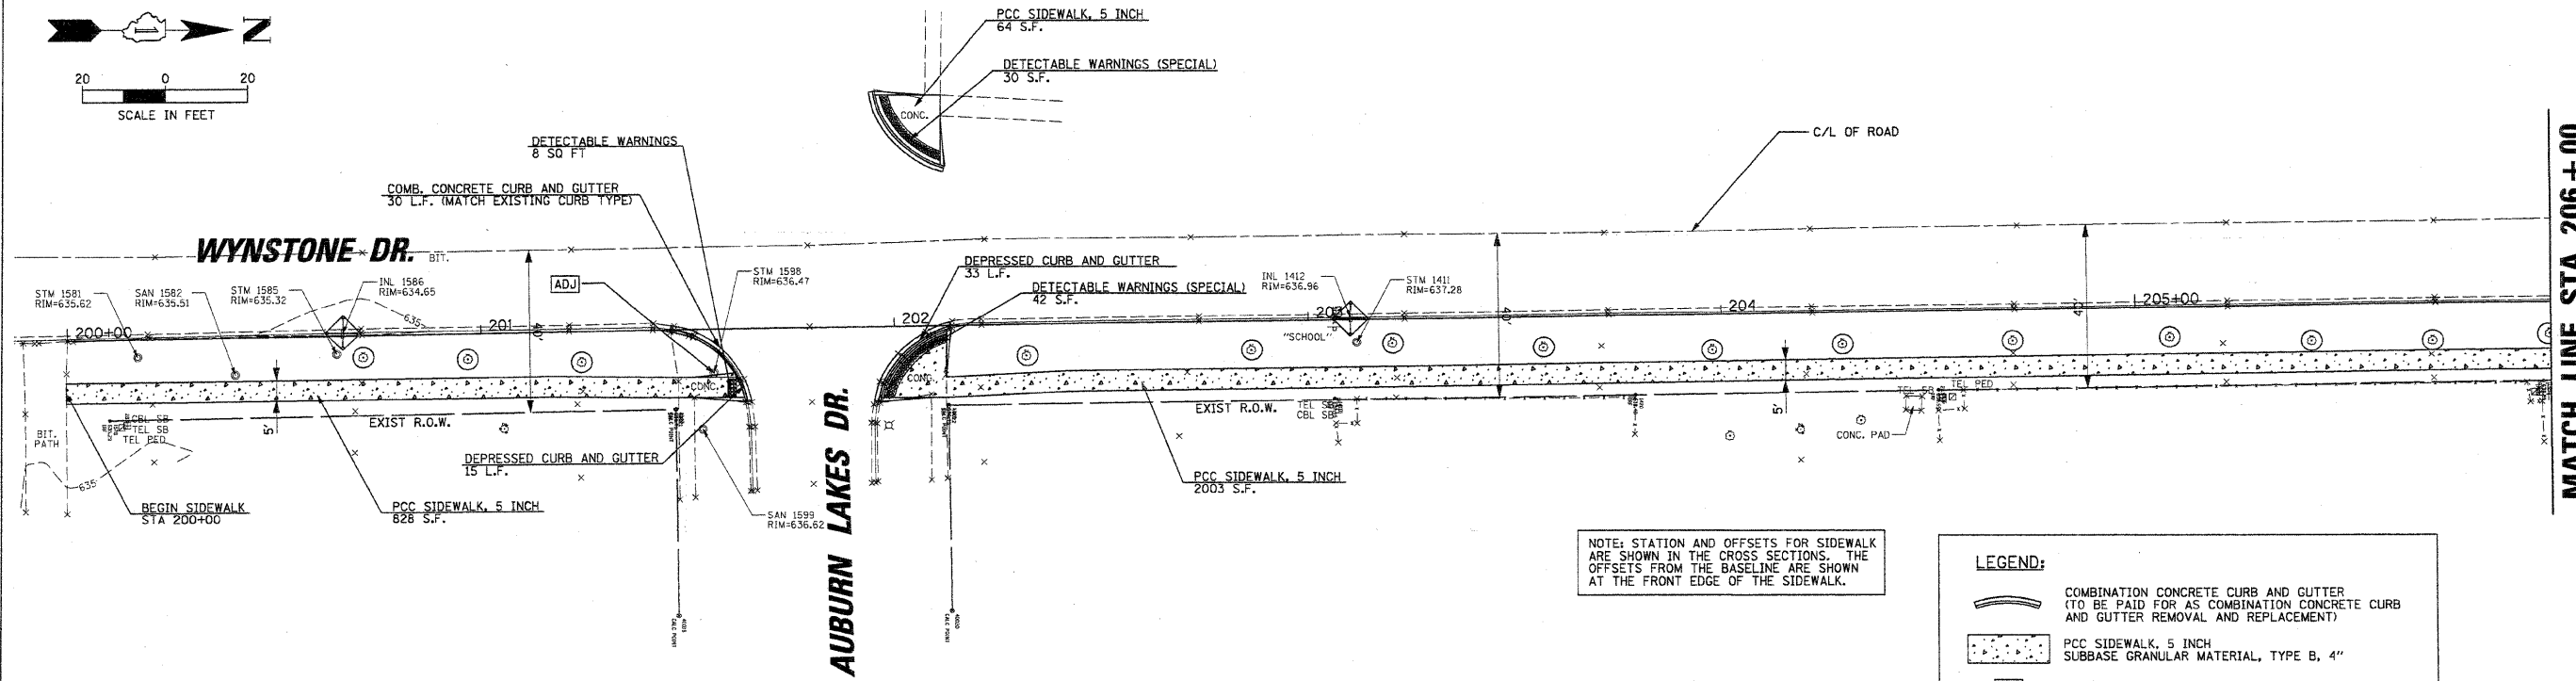 N
20 0 20
SCALE IN FEET
PCC SIDEWALK, 5 INCH
64 S.F.
DETECTABLE WARNINGS (SPECIAL)
30 S.F.
CONC.
DETECTABLE WARNINGS
8 SQ FT
COMB. CONCRETE CURB AND GUTTER
30 L.F. (MATCH EXISTING CURB TYPE)
C/L OF ROAD
MATCH LINE STA 206+00
WYNSTONE DR.
BIT.
STM 1581
RIM=635.62
SAN 1582
RIM=635.51
STM 1585
RIM=635.32
INL 1586
RIM=634.65
635
ADJ
STM 1598
RIM=636.47
DEPRESSED CURB AND GUTTER
33 L.F.
DETECTABLE WARNINGS (SPECIAL)
42 S.F.
INL 1412
RIM=636.96
STM 1411
RIM=637.28
200+00
201
40'
202
203
40'
204
205+00
42'
"SCHOOL"
CONC.
CONC.
5'
5'
BIT.
PATH
CBL SB
TEL SB
TEL PED
EXIST R.O.W.
EXIST R.O.W.
TEL SB
CBL SB
TEL SB
TEL PED
CONC. PAD
635
DEPRESSED CURB AND GUTTER
15 L.F.
BEGIN SIDEWALK
STA 200+00
PCC SIDEWALK, 5 INCH
828 S.F.
SAN 1599
RIM=636.62
AUBURN LAKES DR.
PCC SIDEWALK, 5 INCH
2003 S.F.
CALC POINT
CALC POINT
NOTE: STATION AND OFFSETS FOR SIDEWALK
ARE SHOWN IN THE CROSS SECTIONS. THE
OFFSETS FROM THE BASELINE ARE SHOWN
AT THE FRONT EDGE OF THE SIDEWALK.
LEGEND:
COMBINATION CONCRETE CURB AND GUTTER
(TO BE PAID FOR AS COMBINATION CONCRETE CURB
AND GUTTER REMOVAL AND REPLACEMENT)
PCC SIDEWALK, 5 INCH
SUBBASE GRANULAR MATERIAL, TYPE B, 4"